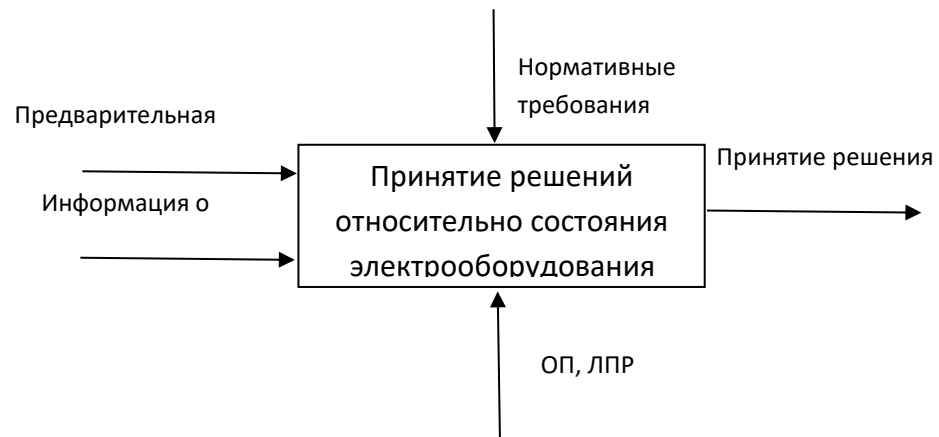 Нормативные
требования
Предварительная
Информация о
Принятие решений
относительно состояния
электрооборудования
Принятие решения
ОП, ЛПР